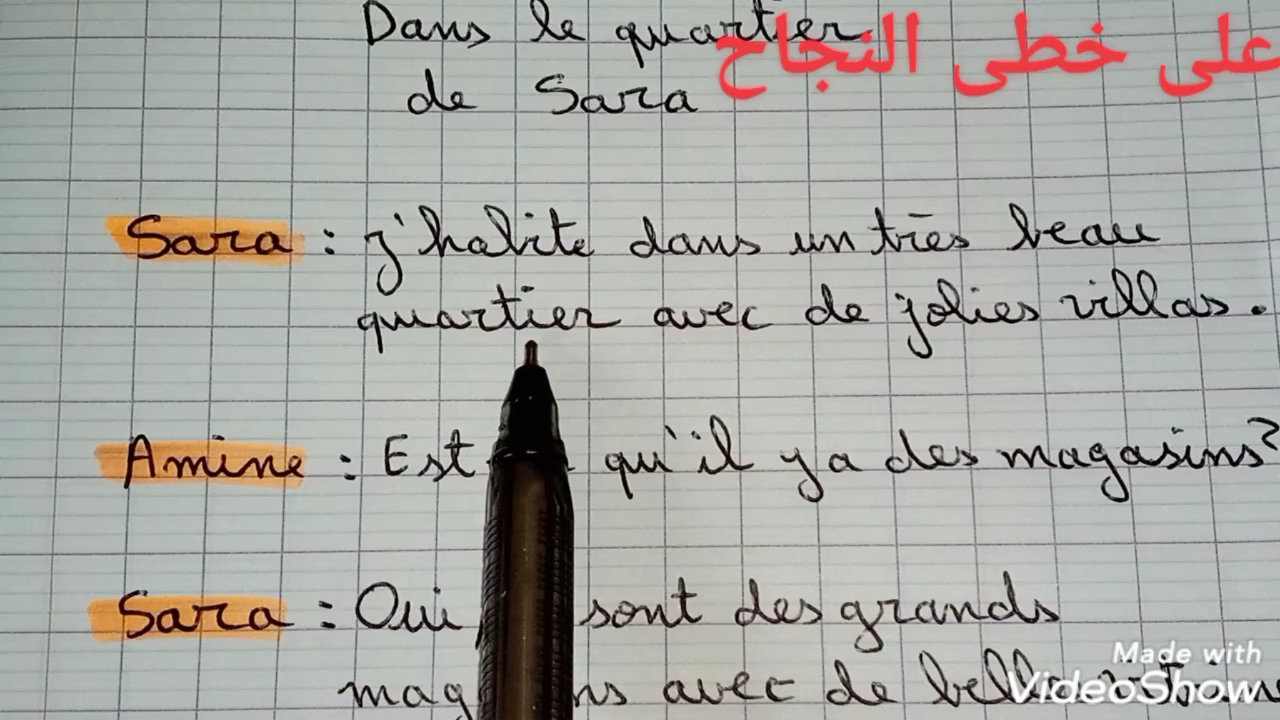 Dans le quartier
de Sara
على خطى النجاح
Sara : j'habite dans un très beau
quartier avec de jolies villas.
Amine : Est qu'il y a des magasins?
Sara : Oui sont des grands
avec de
Made with
VideoShow